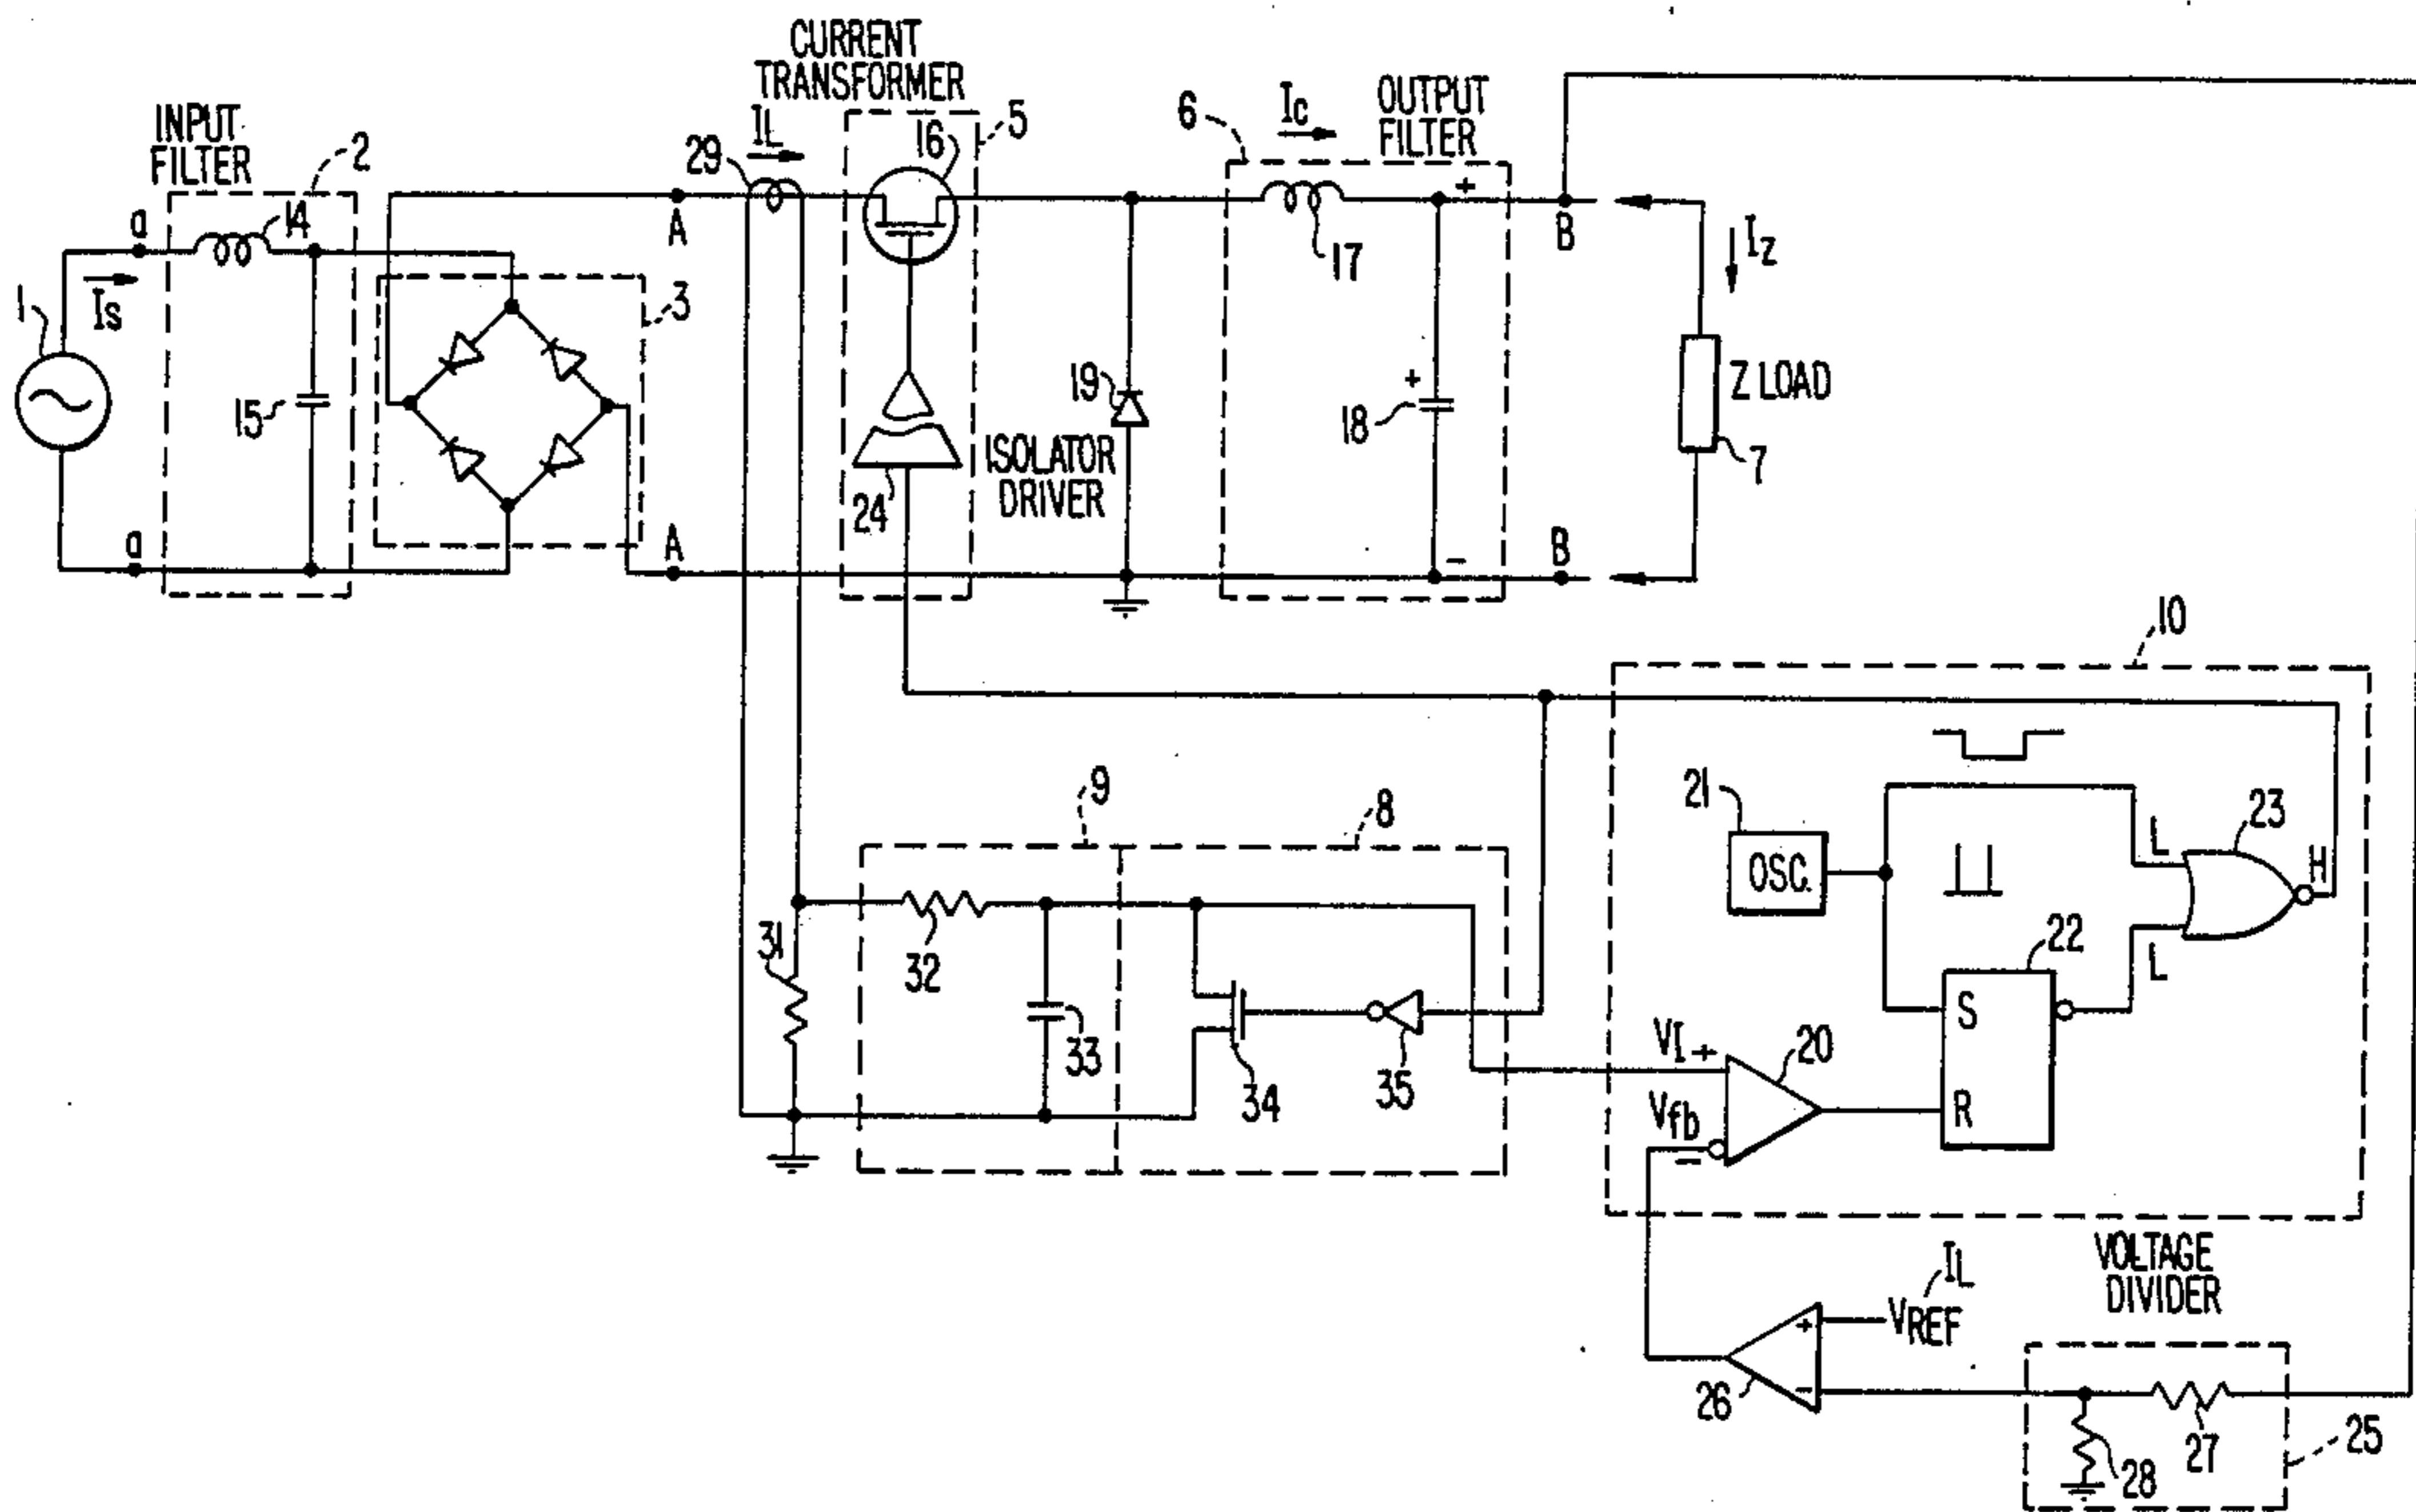 CURRENT
TRANSFORMER
INPUT
FILTER
2
29
IL
16
5
6
Ic
OUTPUT
FILTER
a
14
A
+
B
17
Iz
1
Is
3
15
19
+
18
Z LOAD
7
ISOLATOR
DRIVER
24
a
A
-
B
10
9
8
21
OSC.
L
23
H
31
32
33
34
35
22
L
S
R
VI +
Vfb
-
20
VOLTAGE
DIVIDER
IL
+
VREF
26
-
27
28
25